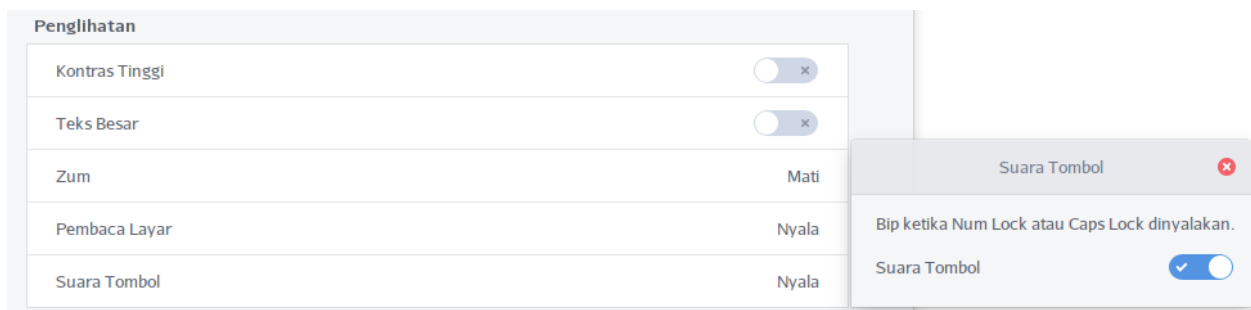 Penglihatan
Kontras Tinggi
Teks Besar
Zum Mati
Pembaca Layar Nyala
Suara Tombol Nyala
Suara Tombol
Bip ketika Num Lock atau Caps Lock dinyalakan.
Suara Tombol